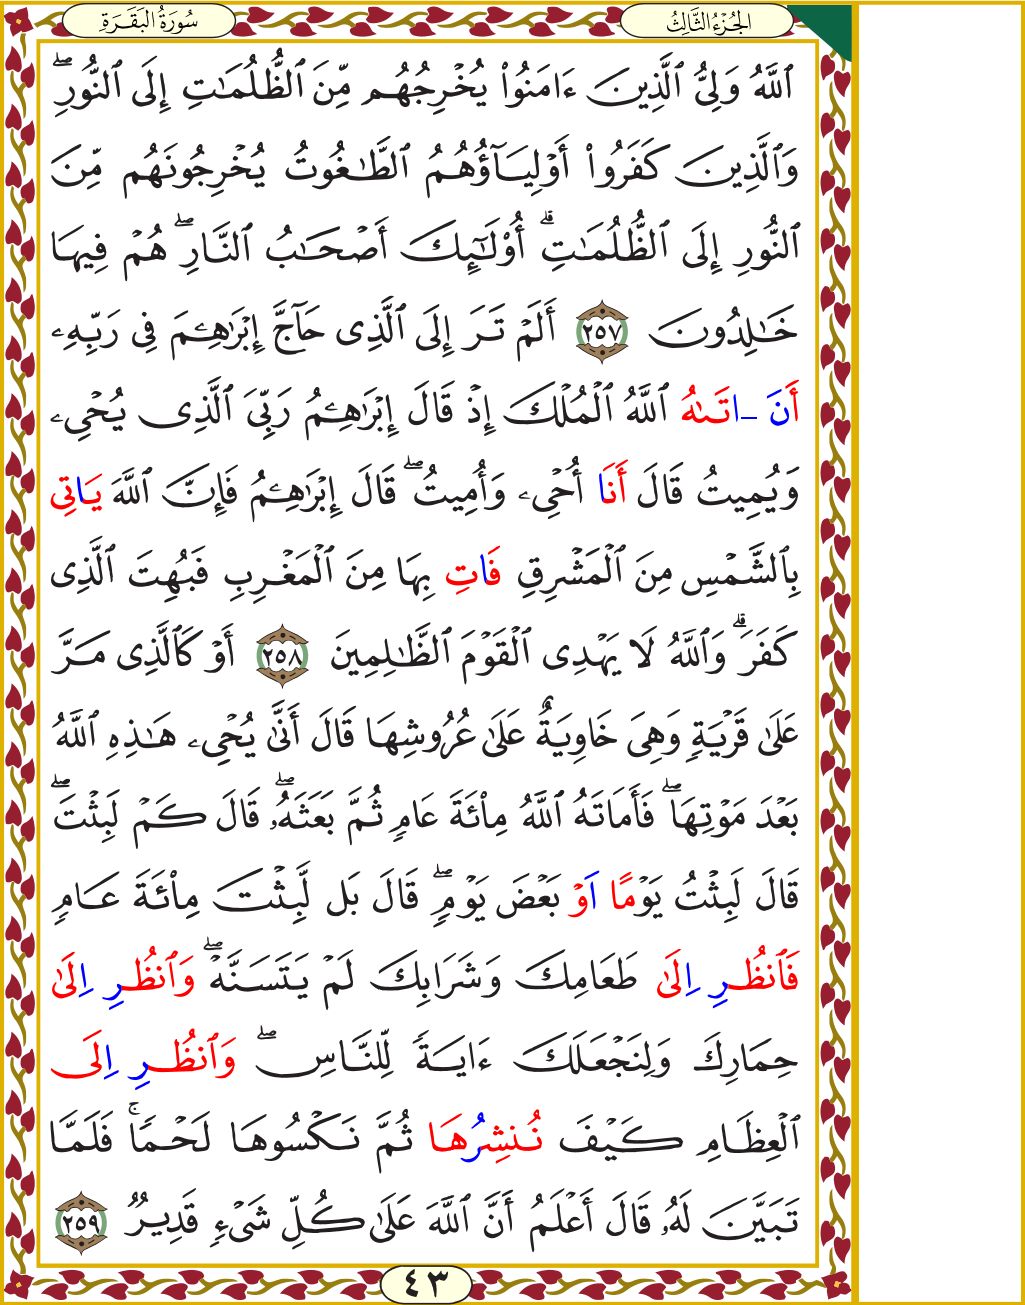 الجُزْءُ الثَّالِثُ
سُورَةُ البَقَرَةِ
ٱللَّهُ وَلِىُّ ٱلَّذِينَ ءَامَنُوا۟ يُخْرِجُهُم مِّنَ ٱلظُّلُمَـٰتِ إِلَى ٱلنُّورِۖ
وَٱلَّذِينَ كَفَرُوا۟ أَوْلِيَآؤُهُمُ ٱلطَّـٰغُوتُ يُخْرِجُونَهُم مِّنَ
ٱلنُّورِ إِلَى ٱلظُّلُمَـٰتِۗ أُو۟لَـٰٓئِكَ أَصْحَـٰبُ ٱلنَّارِۖ هُمْ فِيهَا
خَـٰلِدُونَ ٢٥٧ أَلَمْ تَرَ إِلَى ٱلَّذِى حَآجَّ إِبْرَٰهِـۧمَ فِى رَبِّهِۦ
أَنَ ـاتَىٰهُ ٱللَّهُ ٱلْمُلْكَ إِذْ قَالَ إِبْرَٰهِـۧمُ رَبِّىَ ٱلَّذِى يُحْىِۦ
وَيُمِيتُ قَالَ أَنَا أُحْىِۦ وَأُمِيتُۖ قَالَ إِبْرَٰهِـۧمُ فَإِنَّ ٱللَّهَ يَاتِى
بِٱلشَّمْسِ مِنَ ٱلْمَشْرِقِ فَاتِ بِهَا مِنَ ٱلْمَغْرِبِ فَبُهِتَ ٱلَّذِى
كَفَرَۗ وَٱللَّهُ لَا يَهْدِى ٱلْقَوْمَ ٱلظَّـٰلِمِينَ ٢٥٨ أَوْ كَٱلَّذِى مَرَّ
عَلَىٰ قَرْيَةٍ وَهِىَ خَاوِيَةٌ عَلَىٰ عُرُوشِهَا قَالَ أَنَّىٰ يُحْىِۦ هَـٰذِهِ ٱللَّهُ
بَعْدَ مَوْتِهَاۖ فَأَمَاتَهُ ٱللَّهُ مِا۟ئَةَ عَامٍ ثُمَّ بَعَثَهُۥۖ قَالَ كَمْ لَبِثْتَۖ
قَالَ لَبِثْتُ يَوْمًا اَوْ بَعْضَ يَوْمٍۖ قَالَ بَل لَّبِثْتَ مِا۟ئَةَ عَامٍ
فَٱنظُرِ اِلَىٰ طَعَامِكَ وَشَرَابِكَ لَمْ يَتَسَنَّهْۖ وَٱنظُرِ اِلَىٰ
حِمَارِكَ وَلِنَجْعَلَكَ ءَايَةً لِّلنَّاسِۖ وَٱنظُرِ اِلَى
ٱلْعِظَامِ كَيْفَ نُنشِرُهَا ثُمَّ نَكْسُوهَا لَحْمًاۚ فَلَمَّا
تَبَيَّنَ لَهُۥ قَالَ أَعْلَمُ أَنَّ ٱللَّهَ عَلَىٰ كُلِّ شَىْءٍ قَدِيرٌ ٢٥٩
٤٣